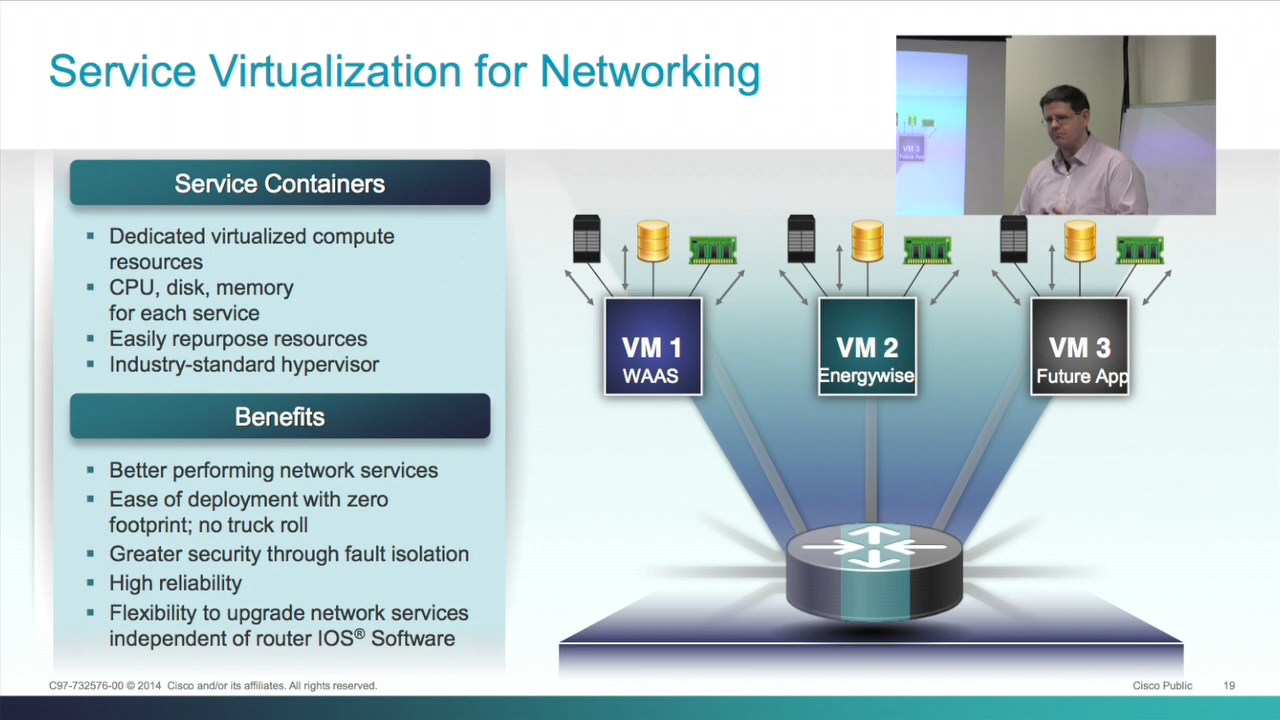 Service Virtualization for Networking
Service Containers
Dedicated virtualized compute
resources
CPU, disk, memory
for each service
Easily repurpose resources
Industry-standard hypervisor
Benefits
Better performing network services
Ease of deployment with zero
footprint; no truck roll
Greater security through fault isolation
High reliability
Flexibility to upgrade network services
independent of router IOS® Software
VM 3
Future App
VM 1
WAAS
VM 2
Energywise
VM 3
Future App
C97-732576-00 © 2014 Cisco and/or its affiliates. All rights reserved.
Cisco Public
19